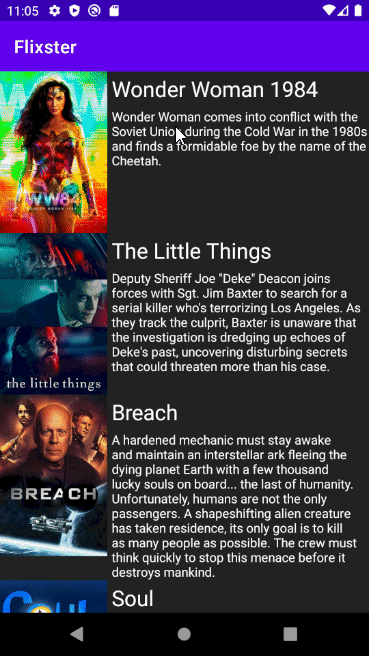 11:05
Flixster
Wonder Woman 1984
Wonder Woman comes into conflict with the
Soviet Union during the Cold War in the 1980s
and finds a formidable foe by the name of the
Cheetah.
WW84
The Little Things
Deputy Sheriff Joe "Deke" Deacon joins
forces with Sgt. Jim Baxter to search for a
serial killer who's terrorizing Los Angeles. As
they track the culprit, Baxter is unaware that
the investigation is dredging up echoes of
Deke's past, uncovering disturbing secrets
that could threaten more than his case.
the little things
Breach
A hardened mechanic must stay awake
and maintain an interstellar ark fleeing the
dying planet Earth with a few thousand
lucky souls on board... the last of humanity.
Unfortunately, humans are not the only
passengers. A shapeshifting alien creature
has taken residence, its only goal is to kill
as many people as possible. The crew must
think quickly to stop this menace before it
destroys mankind.
BREACH
Soul